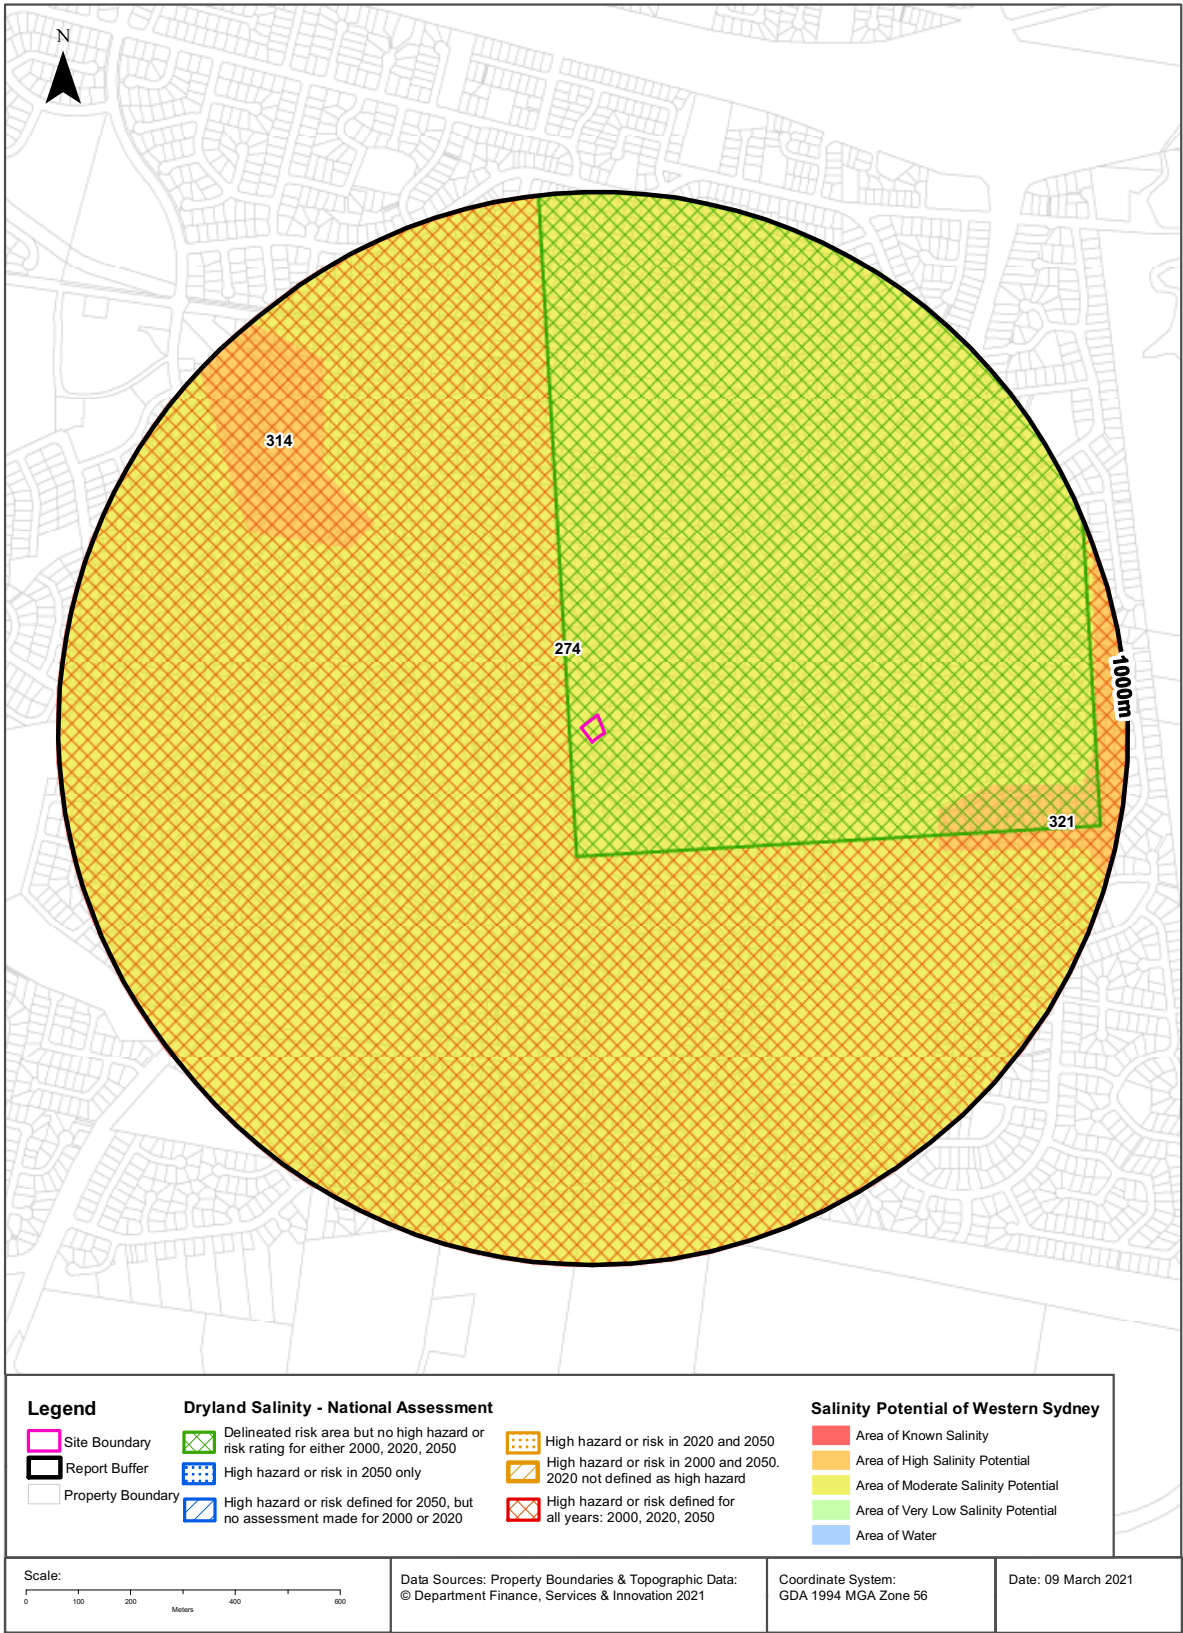 N
314
274
1000m
321
Legend
Site Boundary
Report Buffer
Property Boundary
Dryland Salinity - National Assessment
Delineated risk area but no high hazard or
risk rating for either 2000, 2020, 2050
High hazard or risk in 2050 only
High hazard or risk defined for 2050, but
no assessment made for 2000 or 2020
High hazard or risk in 2020 and 2050
High hazard or risk in 2000 and 2050.
2020 not defined as high hazard
High hazard or risk defined for
all years: 2000, 2020, 2050
Salinity Potential of Western Sydney
Area of Known Salinity
Area of High Salinity Potential
Area of Moderate Salinity Potential
Area of Very Low Salinity Potential
Area of Water
Scale:
0 100 200 400 600
Meters
Data Sources: Property Boundaries & Topographic Data:
© Department Finance, Services & Innovation 2021
Coordinate System:
GDA 1994 MGA Zone 56
Date: 09 March 2021